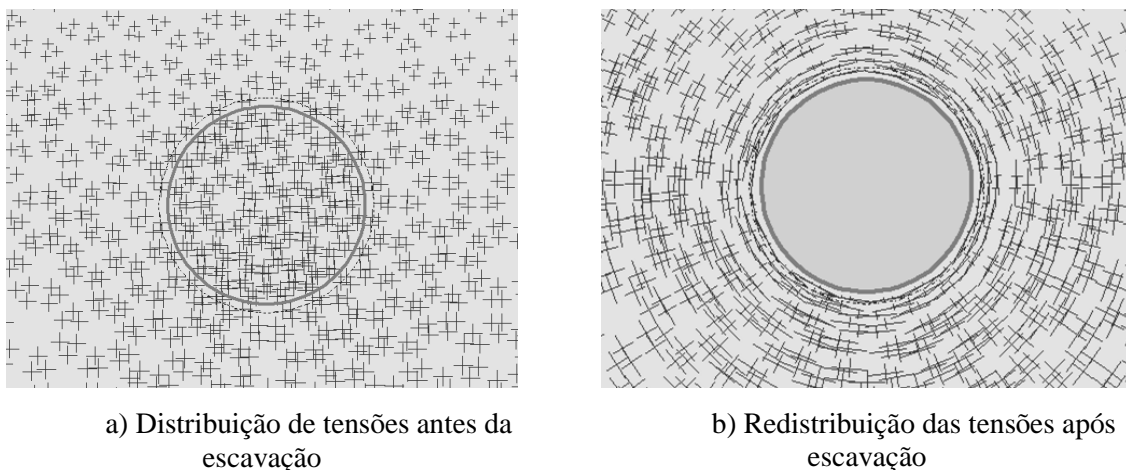 a) Distribuição de tensões antes da
escavação
b) Redistribuição das tensões após
escavação